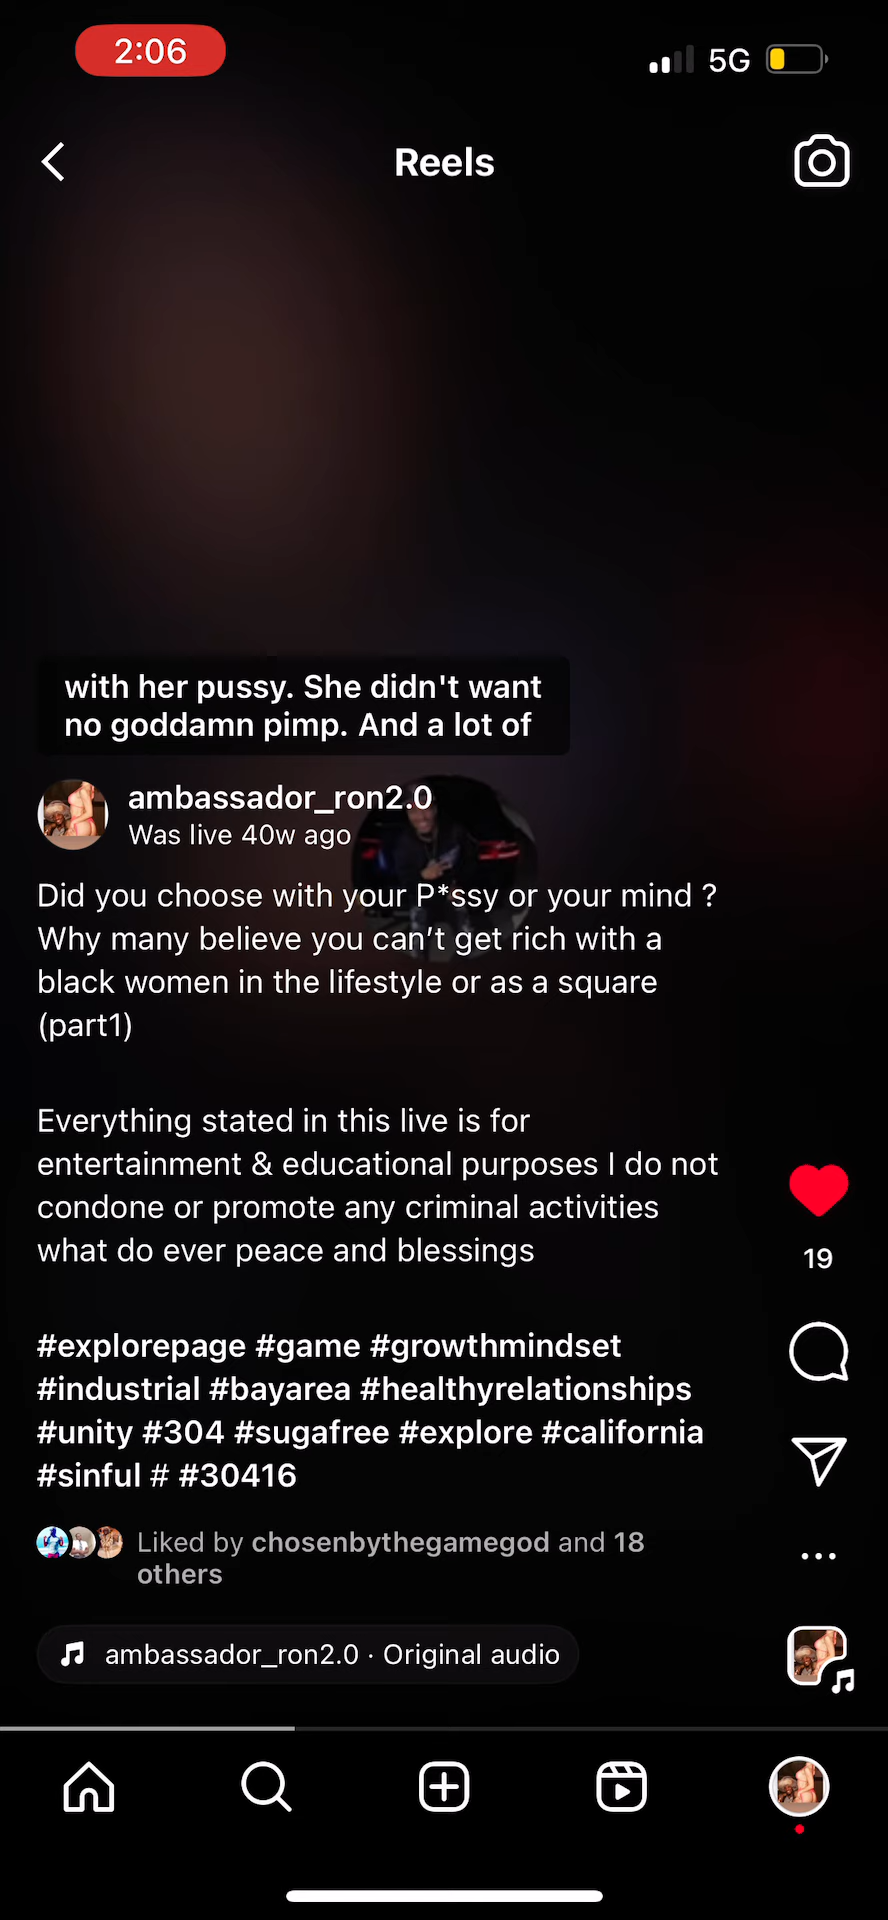 2:06
5G
Reels
with her pussy. She didn't want
no goddamn pimp. And a lot of
ambassador_ron2.0
Was live 40w ago
Did you choose with your P*ssy or your mind ?
Why many believe you can’t get rich with a
black women in the lifestyle or as a square
(part1)
Everything stated in this live is for
entertainment & educational purposes I do not
condone or promote any criminal activities
what do ever peace and blessings
#explorepage #game #growthmindset
#industrial #bayarea #healthyrelationships
#unity #304 #sugafree #explore #california
#sinful # #30416
19
Liked by chosenbythegamegod and 18
others
ambassador_ron2.0 · Original audio